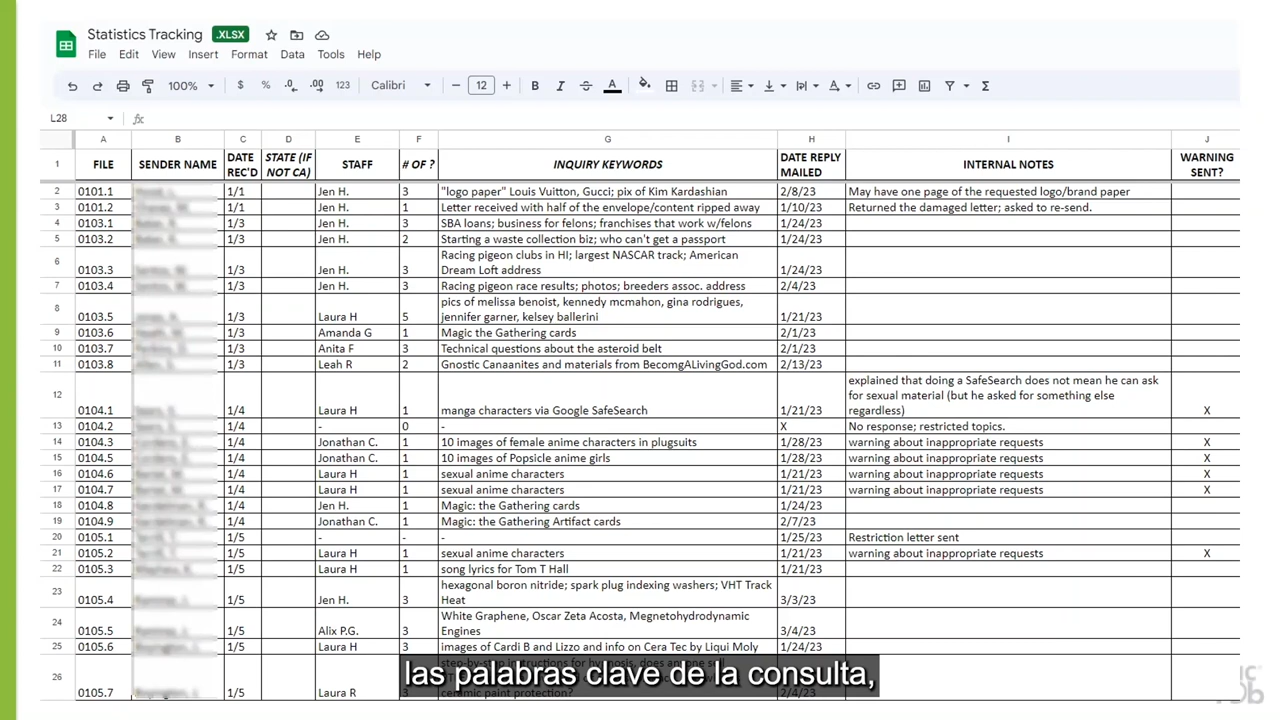 Statistics Tracking .XLSX
File Edit View Insert Format Data Tools Help
100% $ % .0 .00 123 Calibri 12 B I S A
L28 fx
A B C D E F G H I J
1 FILE SENDER NAME DATE REC'D STATE (IF NOT CA) STAFF # OF ? INQUIRY KEYWORDS DATE REPLY MAILED INTERNAL NOTES WARNING SENT?
2 0101.1 1/1 Jen H. 3 "logo paper" Louis Vuitton, Gucci; pix of Kim Kardashian 2/8/23 May have one page of the requested logo/brand paper
3 0101.2 1/1 Jen H. 1 Letter received with half of the envelope/content ripped away 1/10/23 Returned the damaged letter; asked to re-send.
4 0103.1 1/3 Jen H. 3 SBA loans; business for felons; franchises that work w/felons 1/24/23
5 0103.2 1/3 Jen H. 2 Starting a waste collection biz; who can't get a passport 1/24/23
6 0103.3 1/3 Jen H. 3 Racing pigeon clubs in HI; largest NASCAR track; American Dream Loft address 1/24/23
7 0103.4 1/3 Jen H. 3 Racing pigeon race results; photos; breeders assoc. address 2/4/23
8 0103.5 1/3 Laura H 5 pics of melissa benoist, kennedy mcmahon, gina rodrigues, jennifer garner, kelsey ballerini 1/21/23
9 0103.6 1/3 Amanda G 1 Magic the Gathering cards 2/1/23
10 0103.7 1/3 Anita F 3 Technical questions about the asteroid belt 2/1/23
11 0103.8 1/3 Leah R 2 Gnostic Canaanites and materials from BecomgALivingGod.com 2/13/23
12 0104.1 1/4 Laura H 1 manga characters via Google SafeSearch 1/21/23 explained that doing a SafeSearch does not mean he can ask for sexual material (but he asked for something else regardless) X
13 0104.2 1/4 - 0 - X No response; restricted topics.
14 0104.3 1/4 Jonathan C. 1 10 images of female anime characters in plugsuits 1/28/23 warning about inappropriate requests X
15 0104.5 1/4 Jonathan C. 1 10 images of Popsicle anime girls 1/28/23 warning about inappropriate requests X
16 0104.6 1/4 Laura H 1 sexual anime characters 1/21/23 warning about inappropriate requests X
17 0104.7 1/4 Laura H 1 sexual anime characters 1/21/23 warning about inappropriate requests X
18 0104.8 1/4 Jen H. 1 Magic: the Gathering cards 1/24/23
19 0104.9 1/4 Jonathan C. 1 Magic: the Gathering Artifact cards 2/7/23
20 0105.1 1/5 - - - 1/25/23 Restriction letter sent
21 0105.2 1/5 Laura H 1 sexual anime characters 1/21/23 warning about inappropriate requests X
22 0105.3 1/5 Laura H 1 song lyrics for Tom T Hall 1/21/23
23 0105.4 1/5 Jen H. 3 hexagonal boron nitride; spark plug indexing washers; VHT Track Heat 3/3/23
24 0105.5 1/5 Alix P.G. 3 White Graphene, Oscar Zeta Acosta, Megnetohydrodynamic Engines 3/4/23
25 0105.6 1/5 Laura H 3 images of Cardi B and Lizzo and info on Cera Tec by Liqui Moly 1/24/23
26 0105.7 1/5 Laura R 3 step-by-step instructions for hypnosis, does anyone sell ceramic paint protection? 2/4/23
las palabras clave de la consulta,